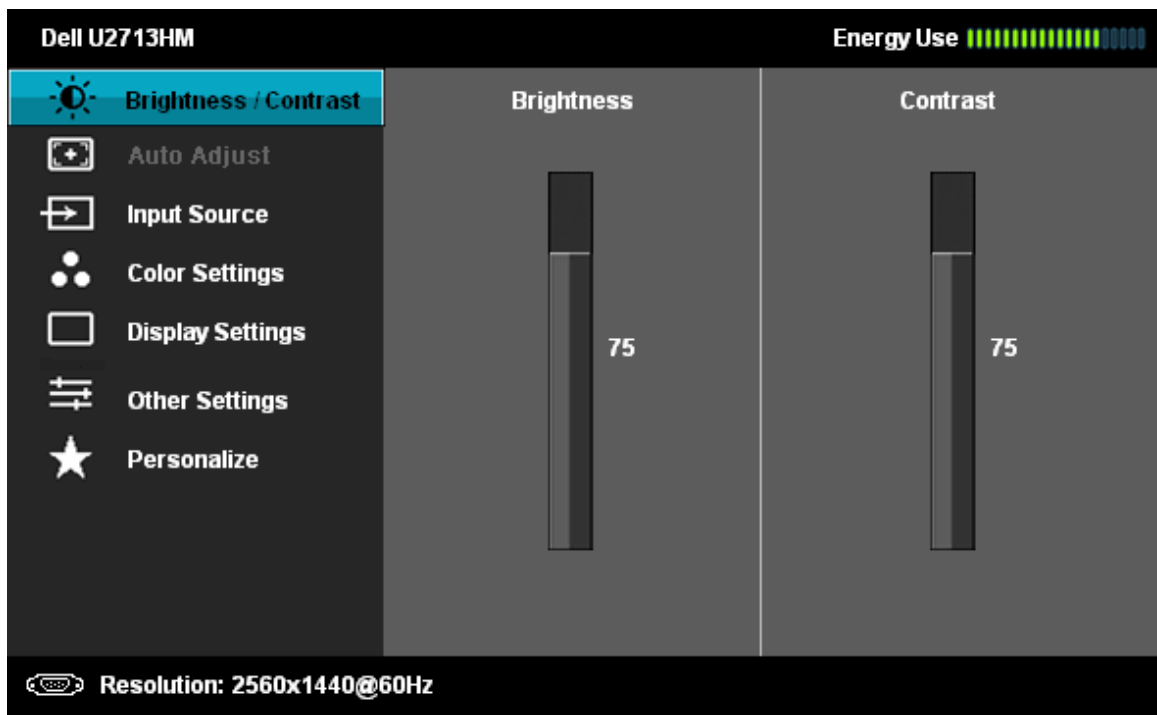 Dell U2713HM
Energy Use
Brightness / Contrast
Auto Adjust
Input Source
Color Settings
Display Settings
Other Settings
Personalize
Brightness
75
Contrast
75
Resolution: 2560x1440@60Hz